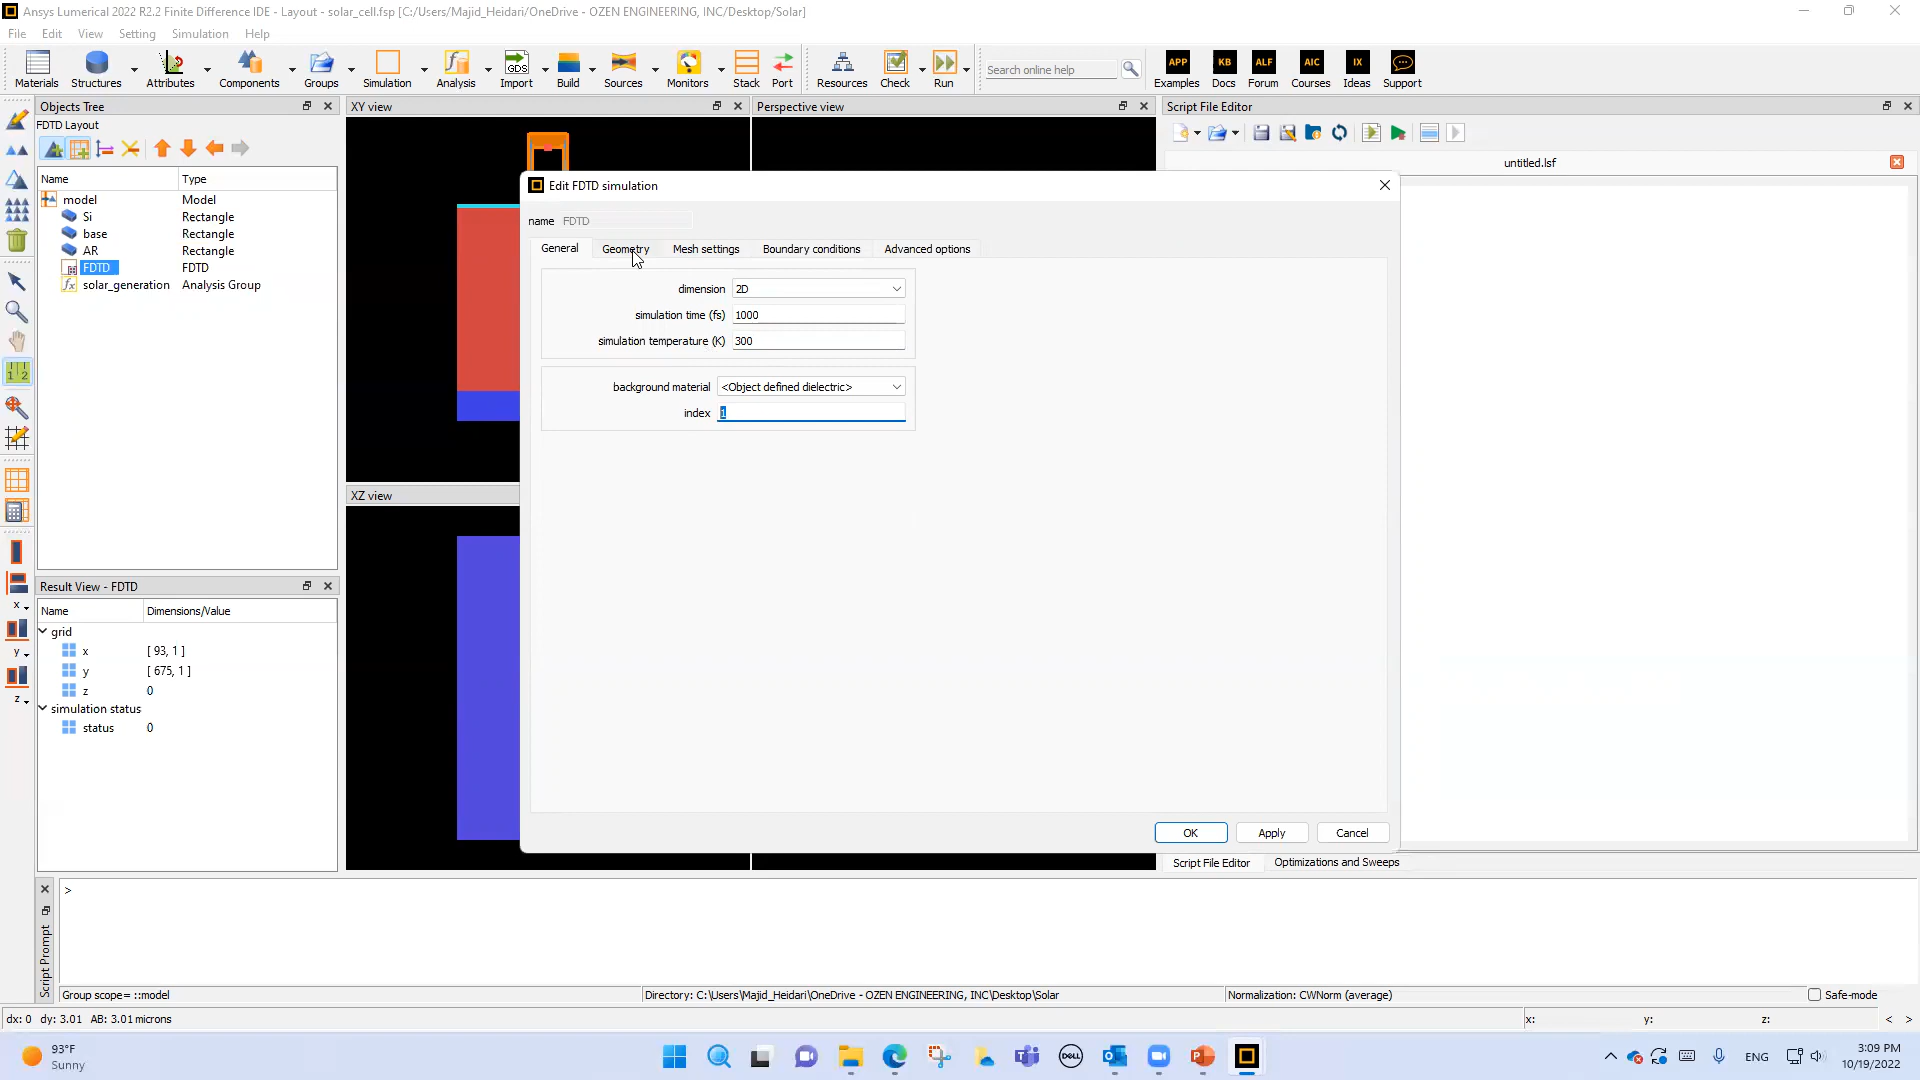 Ansys Lumerical 2022 R2.2 Finite Difference IDE - Layout - solar_cell.fsp [C:/Users/Majid_Heidari/OneDrive - OZEN ENGINEERING, INC/Desktop/Solar]
File Edit View Setting Simulation Help
GDS APP KB ALF AIC IX
Search online help
Materials Structures Attributes Components Groups Simulation Analysis Import Build Sources Monitors Stack Port Resources Check Run Examples Docs Forum Courses Ideas Support
Objects Tree
XY view
Perspective view
Script File Editor
FDTD Layout
untitled.lsf
Name Type
model Model
Si Rectangle
base Rectangle
AR Rectangle
FDTD FDTD
solar_generation Analysis Group
Edit FDTD simulation
name FDTD
General Geometry Mesh settings Boundary conditions Advanced options
dimension 2D
simulation time (fs) 1000
simulation temperature (K) 300
background material <Object defined dielectric>
index 1
OK Apply Cancel
XZ view
Result View - FDTD
Name Dimensions/Value
grid
x [ 93, 1 ]
y [ 675, 1 ]
z 0
simulation status
status 0
1 2
x
y
z
Script File Editor Optimizations and Sweeps
>
Script Prompt
Group scope= ::model
Directory: C:\Users\Majid_Heidari\OneDrive - OZEN ENGINEERING, INC\Desktop\Solar
Normalization: CWNorm (average)
Safe-mode
dx: 0 dy: 3.01 AB: 3.01 microns
x: y: z: < >
93°F
Sunny
DELL
ENG
3:09 PM
10/19/2022